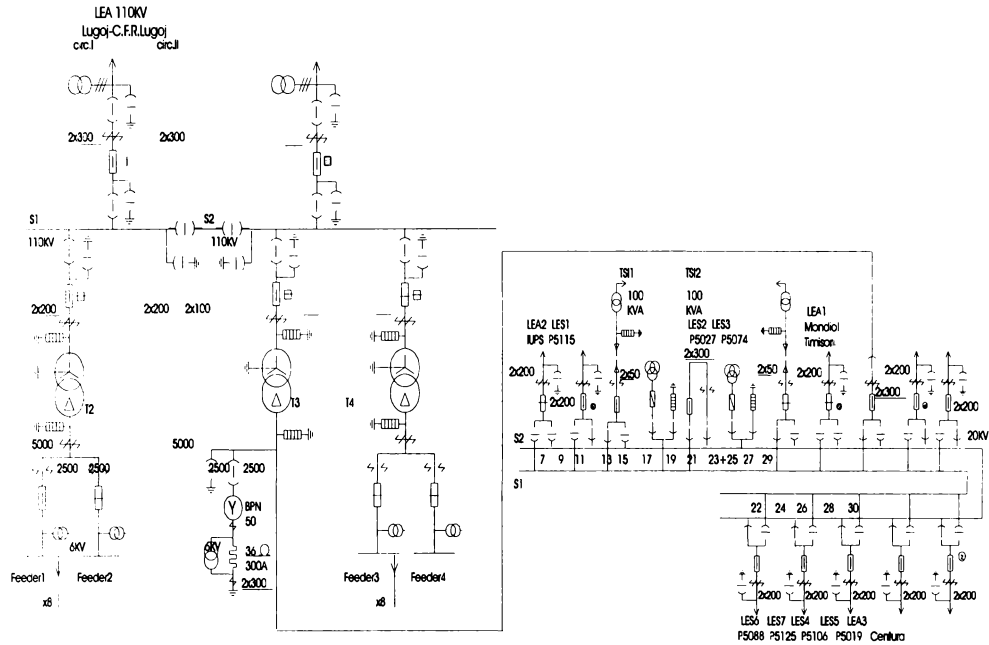 LEA 110KV
Lugoj-C.F.R.Lugoj
circ.I circ.II
2x300 2x300
S1 S2
110KV 110KV
2x200 2x200 2x100
T2 T3 T4
5000 5000
2500 2500 2500 2500
BPN
50
6KV
36 Ω
300A
2x300
Feeder1 Feeder2 Feeder3 Feeder4
x8 x8
TSI1 TSI2
100 100
KVA KVA
LEA2 LES1 LES2 LES3 LEA1
IUPS P5115 P5027 P5074 Mondial
Timison
2x300
2x200 2x50 2x50 2x200 2x200
2x300
2x200 2x200 2x200
S2 20KV
7 9 11 13 15 17 19 21 23+25 27 29
S1
22 24 26 28 30
2x200 2x200 2x200 2x200 2x200
LES6 LES7 LES4 LES5 LEA3
P5088 P5125 P5106 P5019 Centura